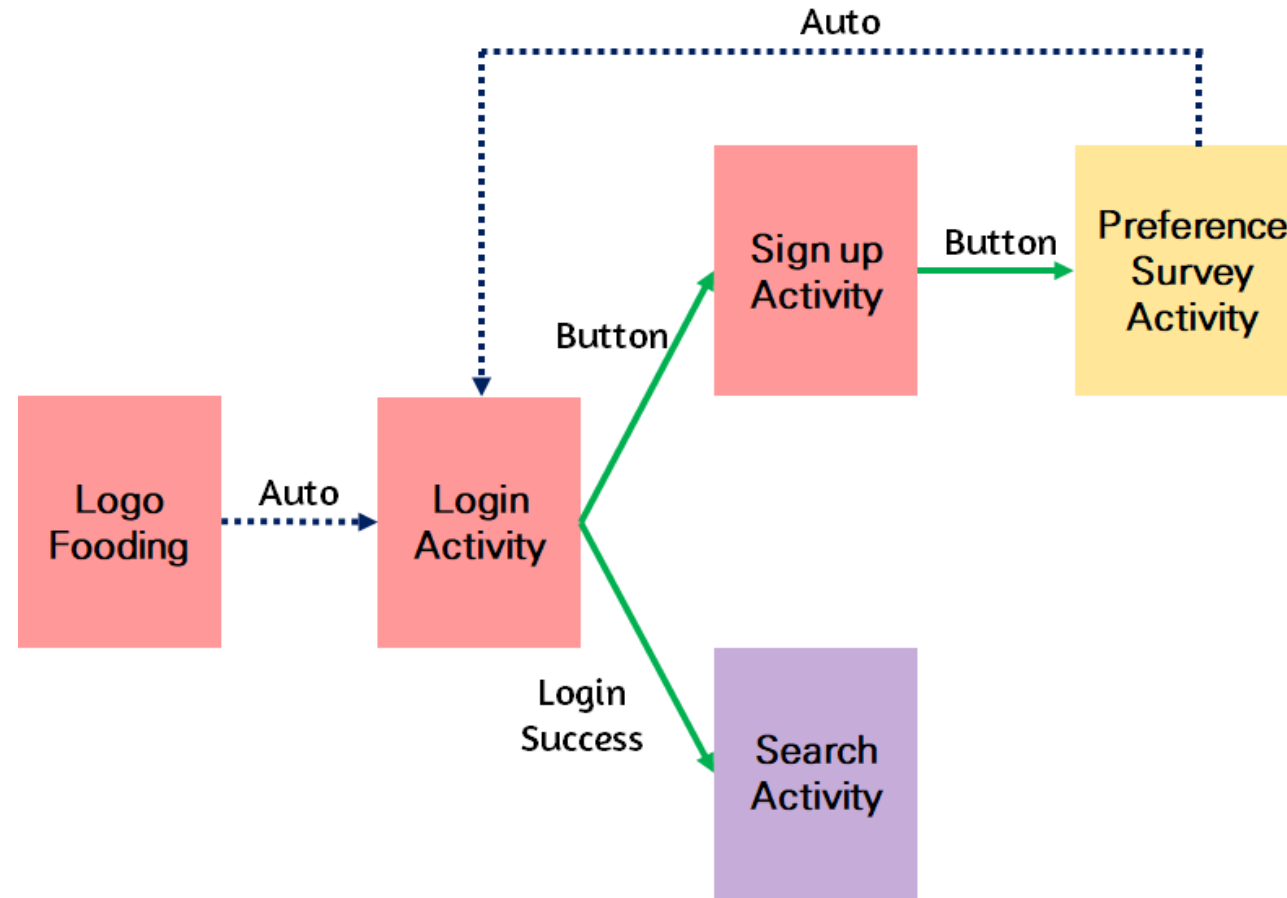 Auto
Sign up
Activity
Button
Preference
Survey
Activity
Button
Logo
Fooding
Auto
Login
Activity
Login
Success
Search
Activity